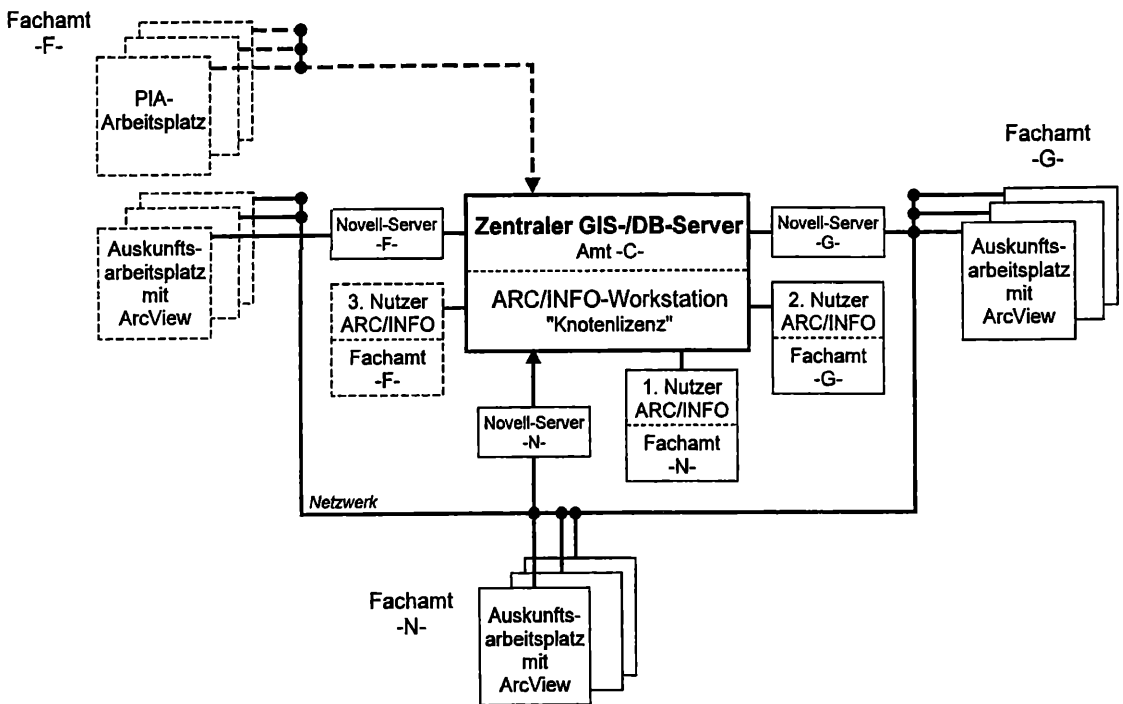 Fachamt
-F-
PIA-
Arbeitsplatz
Fachamt
-G-
Auskunfts-
arbeitsplatz
mit
ArcView
Novell-Server
-F-
Zentraler GIS-/DB-Server
Amt -C-
ARC/INFO-Workstation
"Knotenlizenz"
Novell-Server
-G-
Auskunfts-
arbeitsplatz
mit
ArcView
3. Nutzer
ARC/INFO
Fachamt
-F-
2. Nutzer
ARC/INFO
Fachamt
-G-
1. Nutzer
ARC/INFO
Fachamt
-N-
Novell-Server
-N-
Netzwerk
Fachamt
-N-
Auskunfts-
arbeitsplatz
mit
ArcView